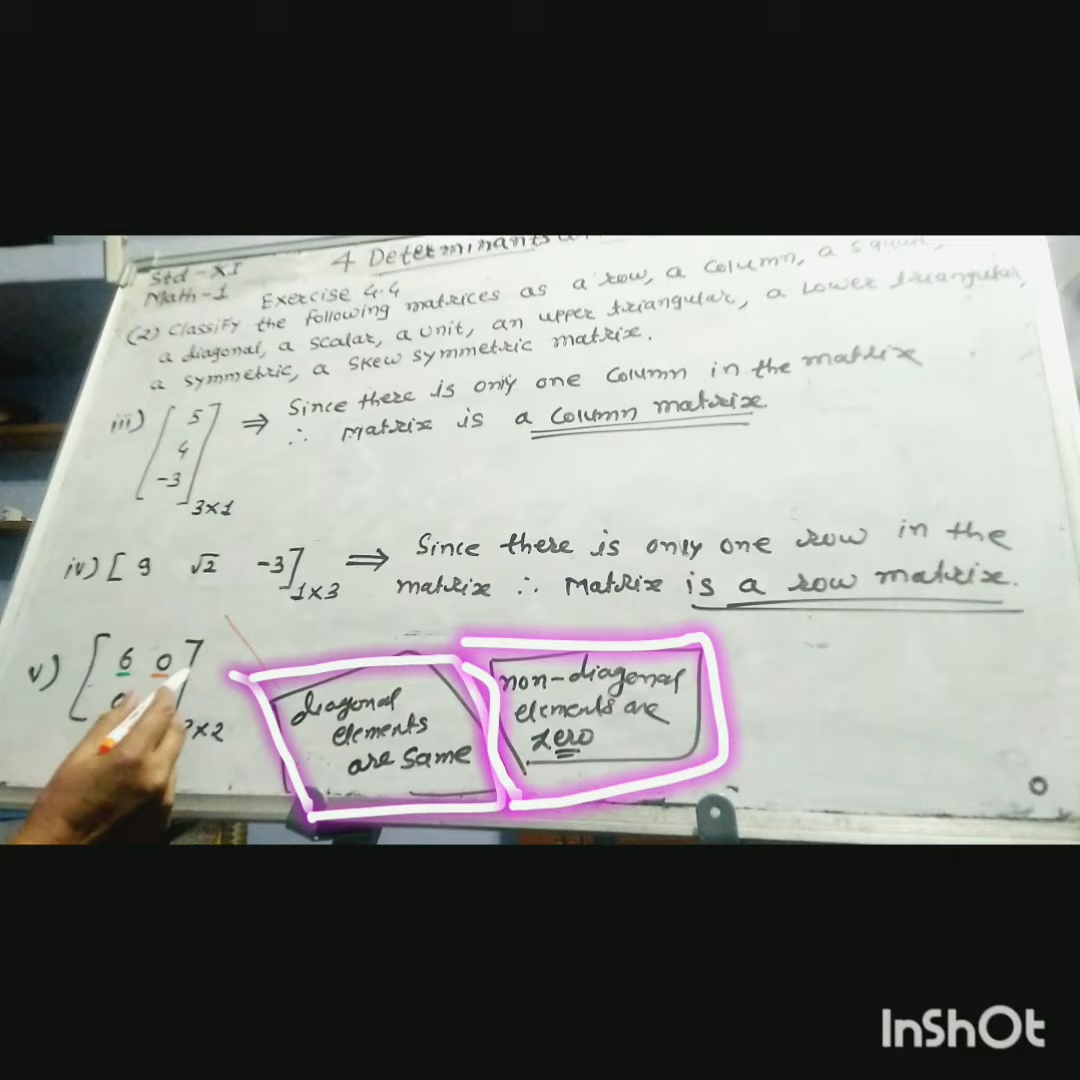 Std - XI
4 Determinants
Math-1 Exercise 4.4
(2) Classify the following matrices as a row, a column, a square,
a diagonal, a scalar, a unit, an upper triangular, a lower triangular,
a symmetric, a skew symmetric matrix.
iii) [ 5 ⇒ Since there is only one column in the matrix
4 ∴ Matrix is a column matrix
-3 ] 3×1
iv) [ 9 √2 -3] 1×3 ⇒ Since there is only one row in the
matrix ∴ Matrix is a row matrix.
v) [ 6 0 ]
×2
diagonal
elements
are same
non-diagonal
elements are
zero
InShOt